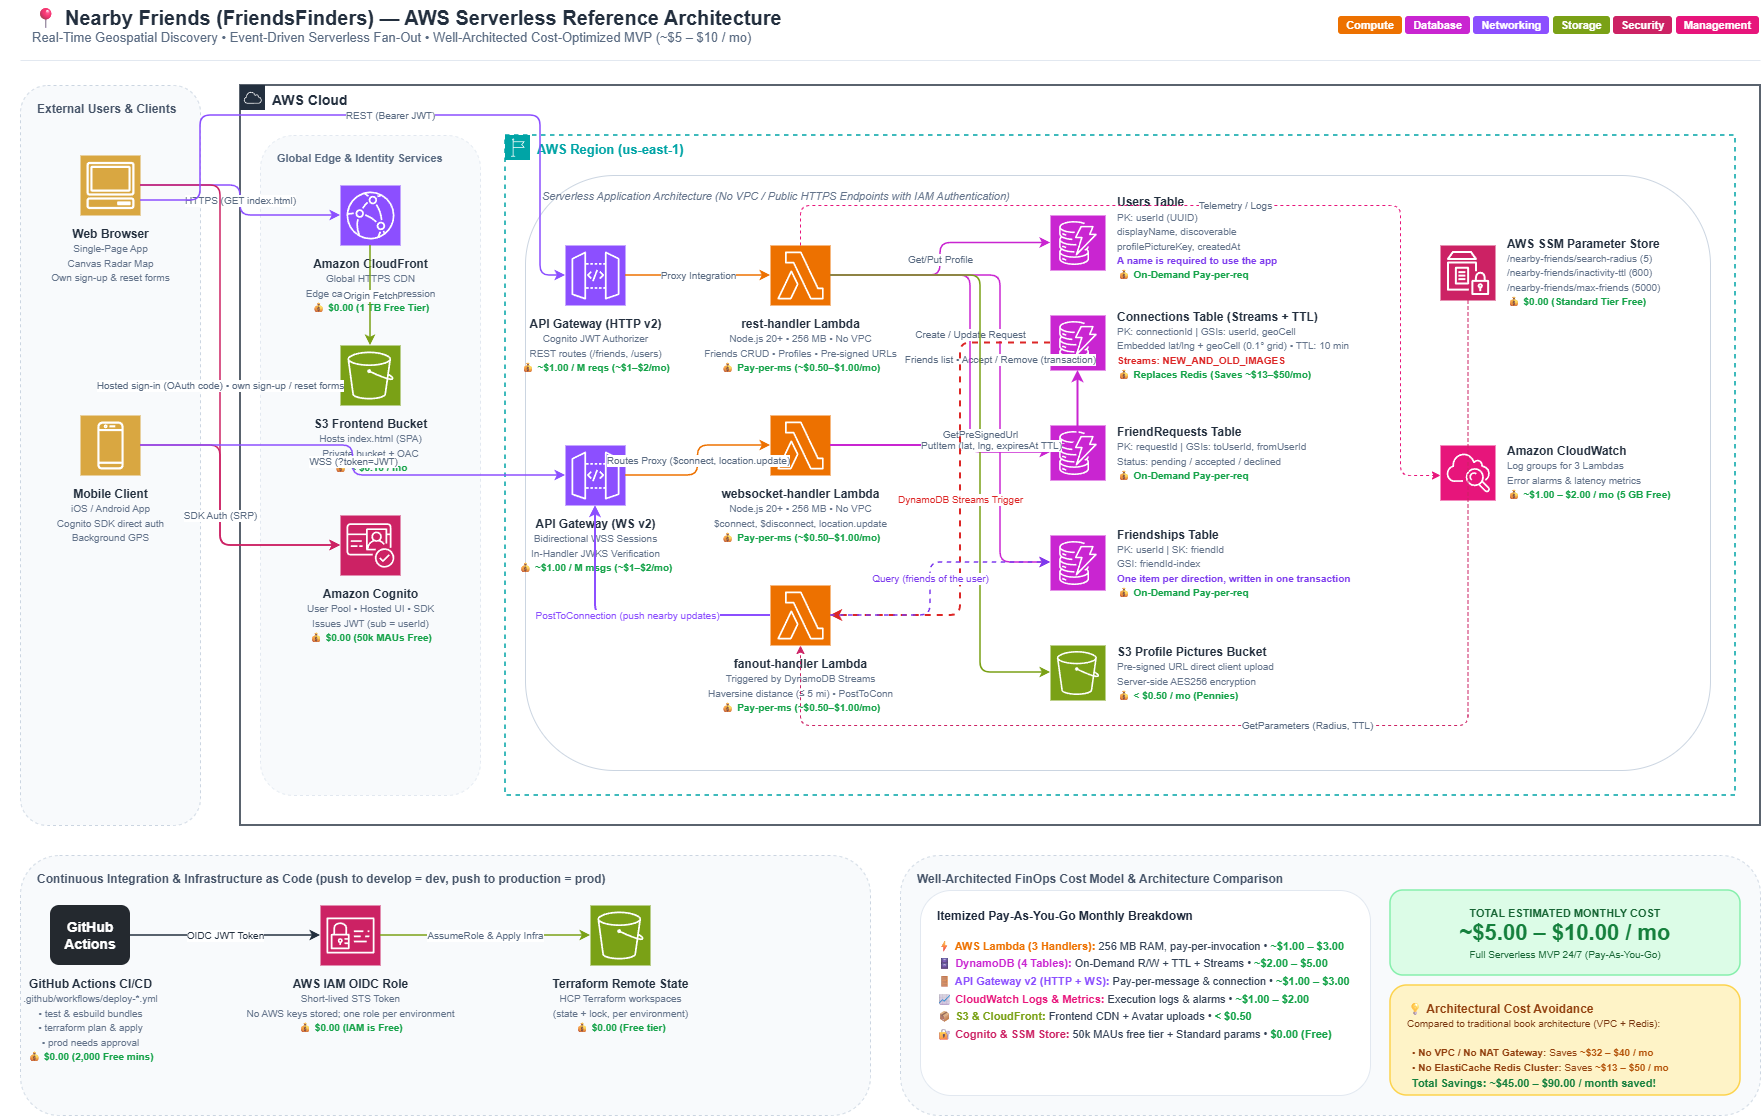 Nearby Friends (FriendsFinders) — AWS Serverless Reference Architecture
Real-Time Geospatial Discovery • Event-Driven Serverless Fan-Out • Well-Architected Cost-Optimized MVP (~$5 – $10 / mo)
Compute
Database
Networking
Storage
Security
Management
External Users & Clients
Web Browser
Single-Page App
Canvas Radar Map
Own sign-up & reset forms
Mobile Client
iOS / Android App
Cognito SDK direct auth
Background GPS
AWS Cloud
REST (Bearer JWT)
HTTPS (GET index.html)
Hosted sign-in (OAuth code) • own sign-up / reset forms
WSS (?token=JWT)
SDK Auth (SRP)
Global Edge & Identity Services
Amazon CloudFront
Global HTTPS CDN
Origin Fetch
💰 $0.00 (1 TB Free Tier)
S3 Frontend Bucket
Hosts index.html (SPA)
Private bucket + OAC
Amazon Cognito
User Pool • Hosted UI • SDK
Issues JWT (sub = userId)
💰 $0.00 (50k MAUs Free)
AWS Region (us-east-1)
Serverless Application Architecture (No VPC / Public HTTPS Endpoints with IAM Authentication)
API Gateway (HTTP v2)
Cognito JWT Authorizer
REST routes (/friends, /users)
💰 ~$1.00 / M reqs (~$1–$2/mo)
Proxy Integration
rest-handler Lambda
Node.js 20+ • 256 MB • No VPC
Friends CRUD • Profiles • Pre-signed URLs
💰 Pay-per-ms (~$0.50–$1.00/mo)
API Gateway (WS v2)
Bidirectional WSS Sessions
In-Handler JWKS Verification
💰 ~$1.00 / M msgs (~$1–$2/mo)
Routes Proxy ($connect, location.update)
websocket-handler Lambda
Node.js 20+ • 256 MB • No VPC
$connect, $disconnect, location.update
💰 Pay-per-ms (~$0.50–$1.00/mo)
PostToConnection (push nearby updates)
fanout-handler Lambda
Triggered by DynamoDB Streams
Haversine distance (≤ 5 mi) • PostToConn
💰 Pay-per-ms (~$0.50–$1.00/mo)
Get/Put Profile
Create / Update Request
Friends list • Accept / Remove (transaction)
GetPreSignedUrl
PutItem (lat, lng, expiresAt TTL)
DynamoDB Streams Trigger
Query (friends of the user)
Telemetry / Logs
GetParameters (Radius, TTL)
Users Table
PK: userId (UUID)
displayName, discoverable
profilePictureKey, createdAt
A name is required to use the app
💰 On-Demand Pay-per-req
Connections Table (Streams + TTL)
PK: connectionId | GSIs: userId, geoCell
Embedded lat/lng + geoCell (0.1° grid) • TTL: 10 min
Streams: NEW_AND_OLD_IMAGES
💰 Replaces Redis (Saves ~$13–$50/mo)
FriendRequests Table
PK: requestId | GSIs: toUserId, fromUserId
Status: pending / accepted / declined
💰 On-Demand Pay-per-req
Friendships Table
PK: userId | SK: friendId
GSI: friendId-index
One item per direction, written in one transaction
💰 On-Demand Pay-per-req
S3 Profile Pictures Bucket
Pre-signed URL direct client upload
Server-side AES256 encryption
💰 < $0.50 / mo (Pennies)
AWS SSM Parameter Store
/nearby-friends/search-radius (5)
/nearby-friends/inactivity-ttl (600)
/nearby-friends/max-friends (5000)
💰 $0.00 (Standard Tier Free)
Amazon CloudWatch
Log groups for 3 Lambdas
Error alarms & latency metrics
💰 ~$1.00 – $2.00 / mo (5 GB Free)
Continuous Integration & Infrastructure as Code (push to develop = dev, push to production = prod)
GitHub
Actions
GitHub Actions CI/CD
.github/workflows/deploy-*.yml
• test & esbuild bundles
• terraform plan & apply
• prod needs approval
💰 $0.00 (2,000 Free mins)
OIDC JWT Token
AWS IAM OIDC Role
Short-lived STS Token
No AWS keys stored; one role per environment
💰 $0.00 (IAM is Free)
AssumeRole & Apply Infra
Terraform Remote State
HCP Terraform workspaces
(state + lock, per environment)
💰 $0.00 (Free tier)
Well-Architected FinOps Cost Model & Architecture Comparison
Itemized Pay-As-You-Go Monthly Breakdown
⚡ AWS Lambda (3 Handlers): 256 MB RAM, pay-per-invocation • ~$1.00 – $3.00
DynamoDB (4 Tables): On-Demand R/W + TTL + Streams • ~$2.00 – $5.00
🚪 API Gateway v2 (HTTP + WS): Pay-per-message & connection • ~$1.00 – $3.00
📈 CloudWatch Logs & Metrics: Execution logs & alarms • ~$1.00 – $2.00
📦 S3 & CloudFront: Frontend CDN + Avatar uploads • < $0.50
🔐 Cognito & SSM Store: 50k MAUs free tier + Standard params • $0.00 (Free)
TOTAL ESTIMATED MONTHLY COST
~$5.00 – $10.00 / mo
Full Serverless MVP 24/7 (Pay-As-You-Go)
💡 Architectural Cost Avoidance
Compared to traditional book architecture (VPC + Redis):
• No VPC / No NAT Gateway: Saves ~$32 – $40 / mo
• No ElastiCache Redis Cluster: Saves ~$13 – $50 / mo
Total Savings: ~$45.00 – $90.00 / month saved!